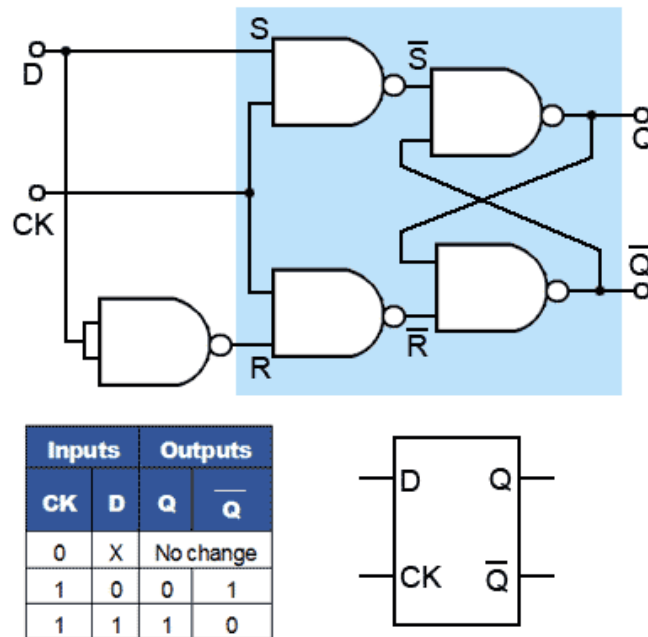 S
S̅
D
Q
CK
Q̅
R
R̅
Inputs Outputs
CK D Q Q̅
0 X No change
1 0 0 1
1 1 1 0
D Q
CK Q̅